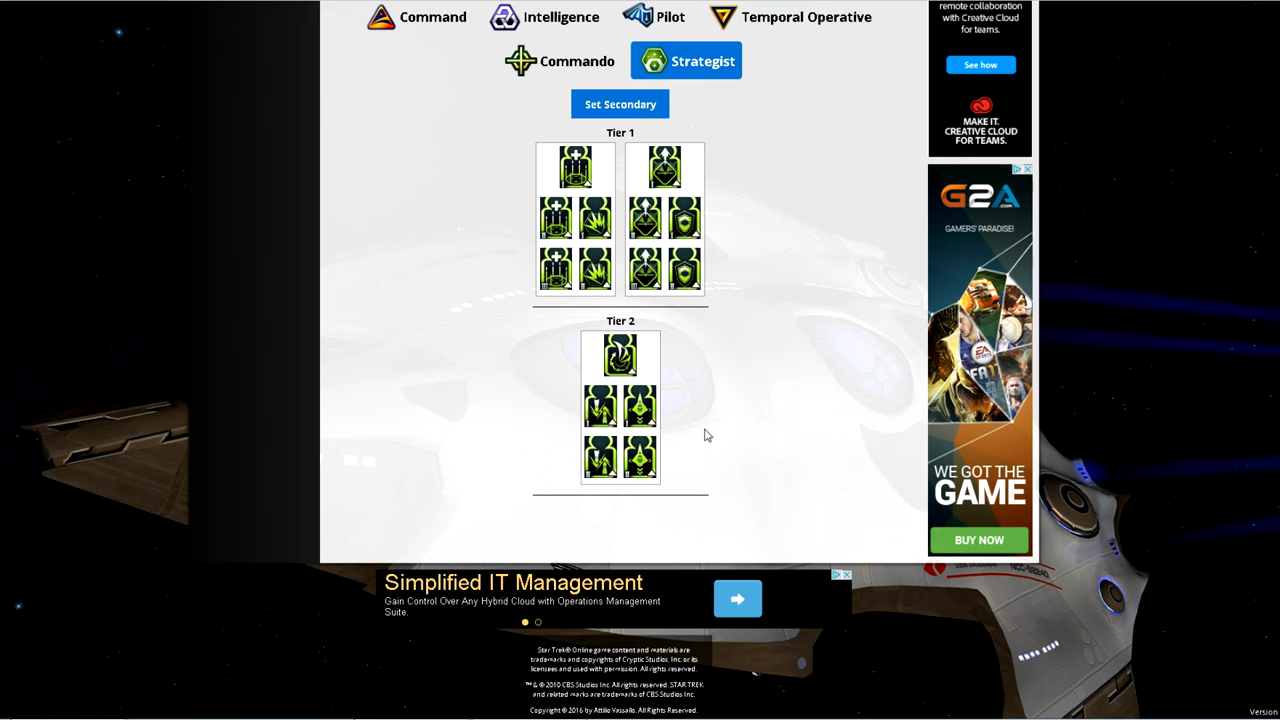 Command
Intelligence
Pilot
Temporal Operative
Commando
Strategist
Set Secondary
Tier 1
Tier 2
remote collaboration
with Creative Cloud
for teams.
See how
MAKE IT.
CREATIVE CLOUD
FOR TEAMS.
G2A
.COM
GAMERS' PARADISE!
EA
SPORTS
WE GOT THE
GAME
BUY NOW
Simplified IT Management
Gain Control Over Any Hybrid Cloud with Operations Management
Suite.
Star Trek® Online game content and materials are
trademarks and copyrights of Cryptic Studios, Inc. or its
licensees and used with permission. All rights reserved.
™ & © 2010 CBS Studios Inc. All rights reserved. STAR TREK
and related marks are trademarks of CBS Studios Inc.
Copyright © 2016 by Attilio Vassallo. All Rights Reserved.
Version